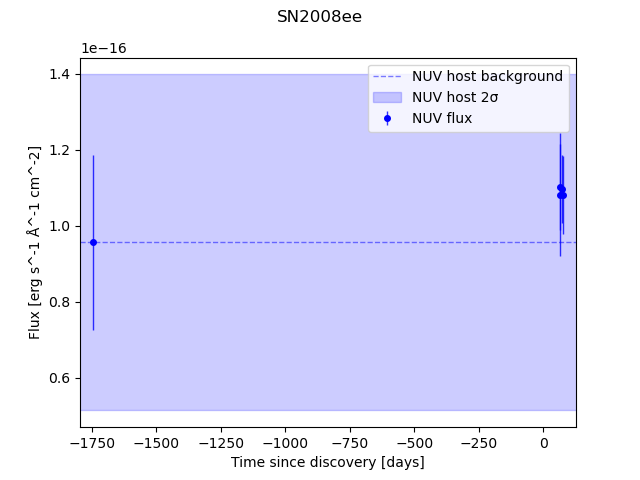 SN2008ee
1e−16
NUV host background
NUV host 2σ
NUV flux
1.4
1.2
1.0
0.8
0.6
Flux [erg s^-1 Å^-1 cm^-2]
−1750 −1500 −1250 −1000 −750 −500 −250 0
Time since discovery [days]